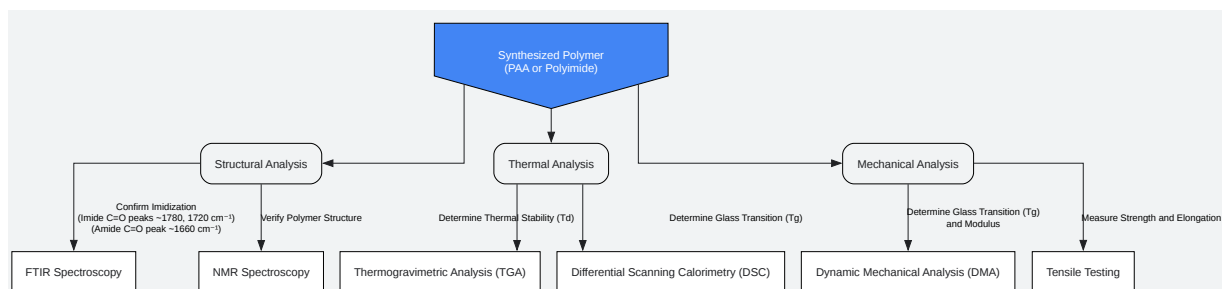 Synthesized Polymer
(PAA or Polyimide)
Structural Analysis
Thermal Analysis
Mechanical Analysis
Confirm Imidization
(Imide C=O peaks ~1780, 1720 cm⁻¹)
(Amide C=O peak ~1660 cm⁻¹)
Verify Polymer Structure
Determine Thermal Stability (Td)
Determine Glass Transition (Tg)
Determine Glass Transition (Tg)
and Modulus
Measure Strength and Elongation
FTIR Spectroscopy
NMR Spectroscopy
Thermogravimetric Analysis (TGA)
Differential Scanning Calorimetry (DSC)
Dynamic Mechanical Analysis (DMA)
Tensile Testing